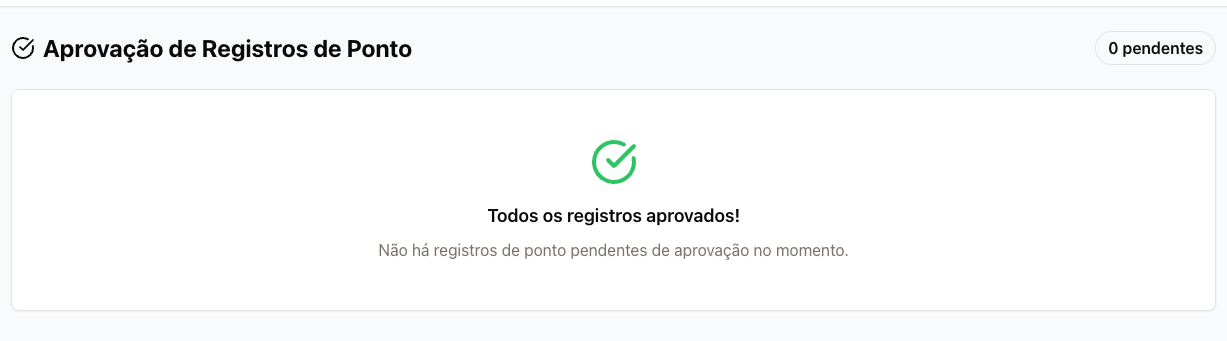 Aprovação de Registros de Ponto
0 pendentes
Todos os registros aprovados!
Não há registros de ponto pendentes de aprovação no momento.